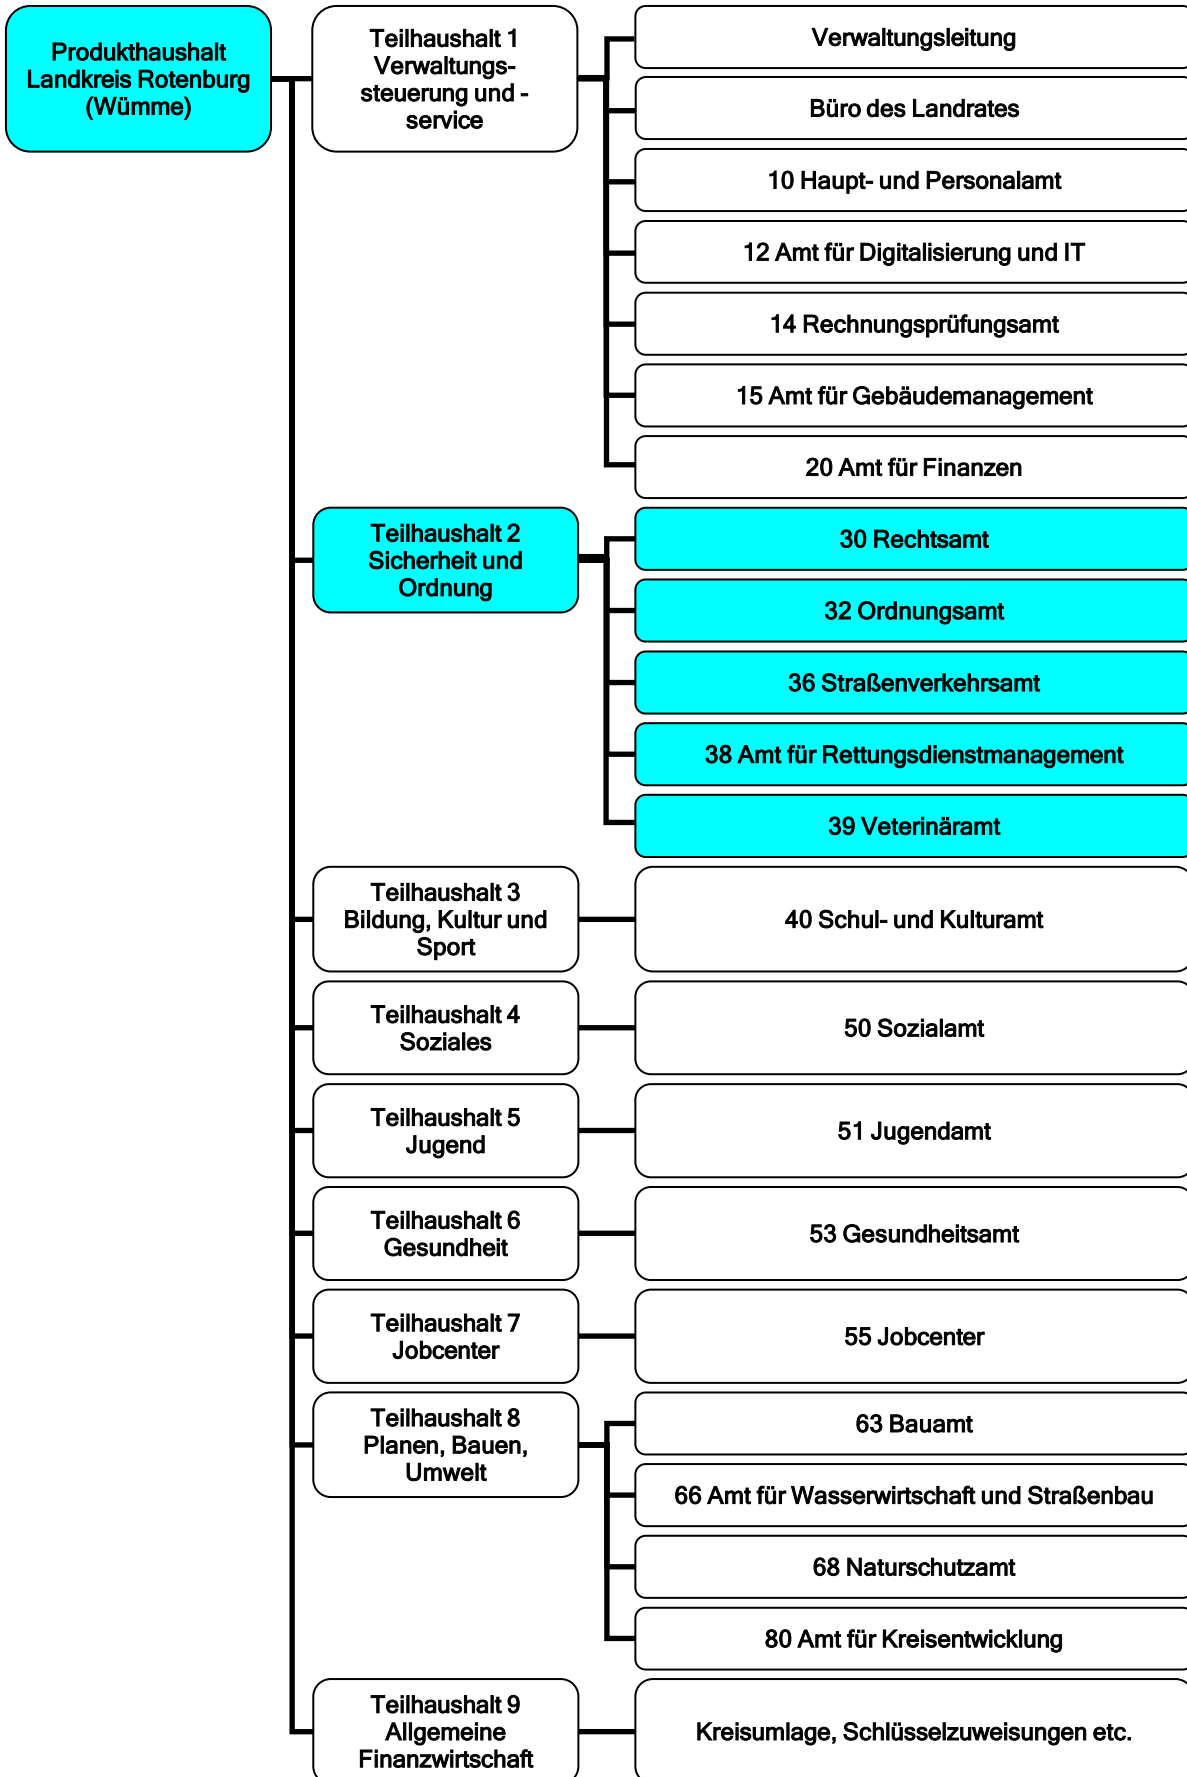 Produkthaushalt
Landkreis Rotenburg
(Wümme)
Teilhaushalt 1
Verwaltungs-
steuerung und -
service
Verwaltungsleitung
Büro des Landrates
10 Haupt- und Personalamt
12 Amt für Digitalisierung und IT
14 Rechnungsprüfungsamt
15 Amt für Gebäudemanagement
20 Amt für Finanzen
Teilhaushalt 2
Sicherheit und
Ordnung
30 Rechtsamt
32 Ordnungsamt
36 Straßenverkehrsamt
38 Amt für Rettungsdienstmanagement
39 Veterinäramt
Teilhaushalt 3
Bildung, Kultur und
Sport
40 Schul- und Kulturamt
Teilhaushalt 4
Soziales
50 Sozialamt
Teilhaushalt 5
Jugend
51 Jugendamt
Teilhaushalt 6
Gesundheit
53 Gesundheitsamt
Teilhaushalt 7
Jobcenter
55 Jobcenter
Teilhaushalt 8
Planen, Bauen,
Umwelt
63 Bauamt
66 Amt für Wasserwirtschaft und Straßenbau
68 Naturschutzamt
80 Amt für Kreisentwicklung
Teilhaushalt 9
Allgemeine
Finanzwirtschaft
Kreisumlage, Schlüsselzuweisungen etc.